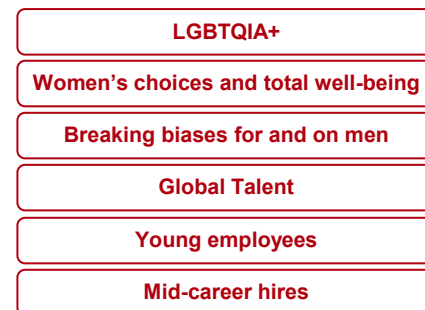 LGBTQIA+
Women’s choices and total well-being
Breaking biases for and on men
Global Talent
Young employees
Mid-career hires